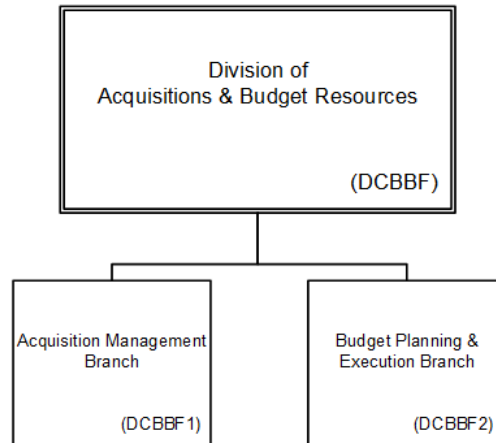 Division of
Acquisitions & Budget Resources
(DCBBF)
Acquisition Management
Branch
(DCBBF1)
Budget Planning &
Execution Branch
(DCBBF2)